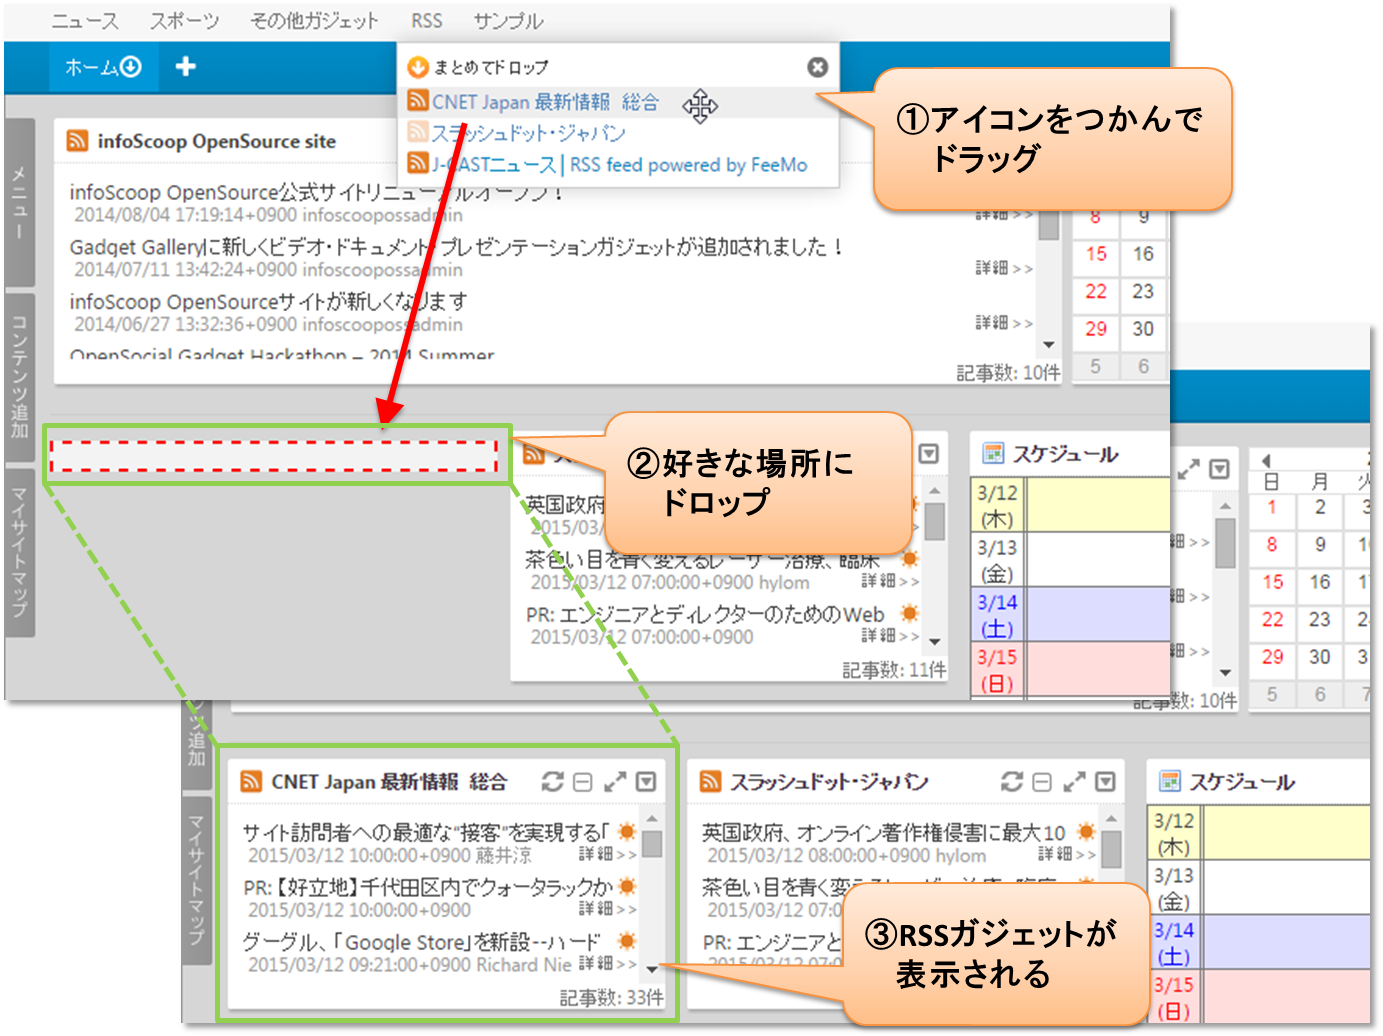 ニュース スポーツ その他ガジェット RSS サンプル
ホーム
まとめてドロップ
CNET Japan 最新情報 総合
スラッシュドット・ジャパン
J-CASTニュース | RSS feed powered by FeeMo
①アイコンをつかんで
ドラッグ
メニュー
コンテンツ追加
マイサイトマップ
infoScoop OpenSource site
infoScoop OpenSource公式サイトリニューアルオープン！
2014/08/04 17:19:14+0900 infoscoopossadmin
詳細>>
Gadget Galleryに新しくビデオ・ドキュメント・プレゼンテーションガジェットが追加されました！
2014/07/11 13:42:24+0900 infoscoopossadmin
詳細>>
infoScoop OpenSourceサイトが新しくなります
2014/06/27 13:32:36+0900 infoscoopossadmin
詳細>>
OpenSocial Gadget Hackathon – 2014 Summer
記事数: 10件
8 9
15 16
22 23
29 30
5 6
②好きな場所に
ドロップ
英国政府
2015/03/
茶色い目を青く変えるレーザー治療、臨床
2015/03/12 07:00:00+0900 hylom
詳細>>
PR: エンジニアとディレクターのためのWeb
2015/03/12 07:00:00+0900
詳細>>
記事数: 11件
スケジュール
3/12
(木)
3/13
(金)
3/14
(土)
3/15
(日)
日 月 火
1 2 3
8 9 1
15 16 1
22 23 2
29 30 3
5 6 7
細>>
細>>
細>>
記事数: 10件
ツ追加
マイサイトマップ
CNET Japan 最新情報 総合
サイト訪問者への最適な“接客”を実現する「
2015/03/12 10:00:00+0900 藤井涼
詳細>>
PR:【好立地】千代田区内でクォータラックか
2015/03/12 10:00:00+0900
詳細>>
グーグル、「Google Store」を新設--ハード
2015/03/12 09:21:00+0900 Richard Nie
詳細>>
記事数: 33件
スラッシュドット・ジャパン
英国政府、オンライン著作権侵害に最大10
2015/03/12 08:00:00+0900 hylom
詳細>>
茶色い目を青く変えるレーザー治療、臨床
2015/03/12 07:0
PR: エンジニアと
2015/03/12 07:0
③RSSガジェットが
表示される
スケジュール
3/12
(木)
3/13
(金)
3/14
(土)
3/15
(日)